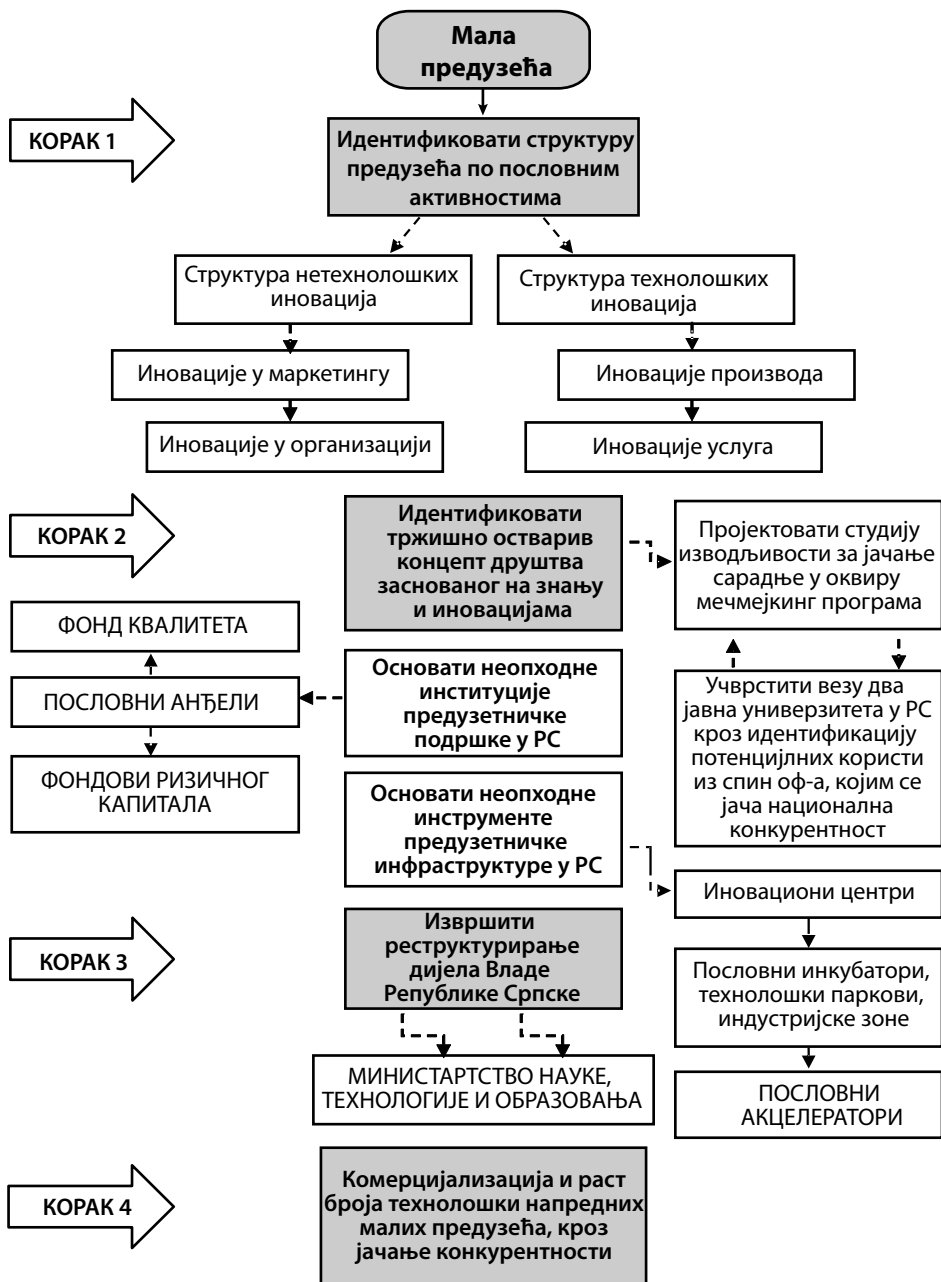 Мала
предузећа
КОРАК 1
Идентификовати структуру
предузећа по пословним
активностима
Структура нетехнолошких
иновација
Структура технолошких
иновација
Иновације у маркетингу
Иновације производа
Иновације у организацији
Иновације услуга
КОРАК 2
Идентификовати
тржишно остварив
концепт друштва
заснованог на знању
и иновацијама
Пројектовати студију
изводљивости за јачање
сарадње у оквиру
мечмејкинг програма
ФОНД КВАЛИТЕТА
ПОСЛОВНИ АНЂЕЛИ
ФОНДОВИ РИЗИЧНОГ
КАПИТАЛА
Основати неопходне
институције
предузетничке
подршке у РС
Учврстити везу два
јавна универзитета у РС
кроз идентификацију
потенцијлних користи
из спин оф-а, којим се
јача национална
конкурентност
Основати неопходне
инструменте
предузетничке
инфраструктуре у РС
Иновациони центри
КОРАК 3
Извршити
реструктурирање
дијела Владе
Републике Српске
Пословни инкубатори,
технолошки паркови,
индустријске зоне
МИНИСТАРТСТВО НАУКЕ,
ТЕХНОЛОГИЈЕ И ОБРАЗОВАЊА
ПОСЛОВНИ
АКЦЕЛЕРАТОРИ
КОРАК 4
Комерцијализација и раст
броја технолошки напредних
малих предузећа, кроз
јачање конкурентности